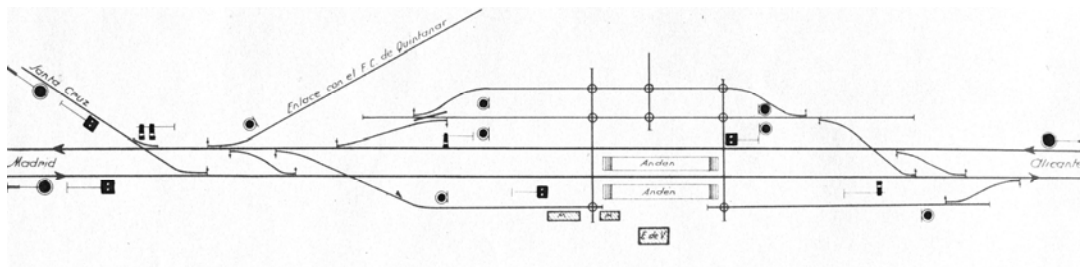 Santa Cruz
Enlace con el F.C. de Quintanar
Madrid
Alicante
Anden
Anden
M.
M.
E de V.